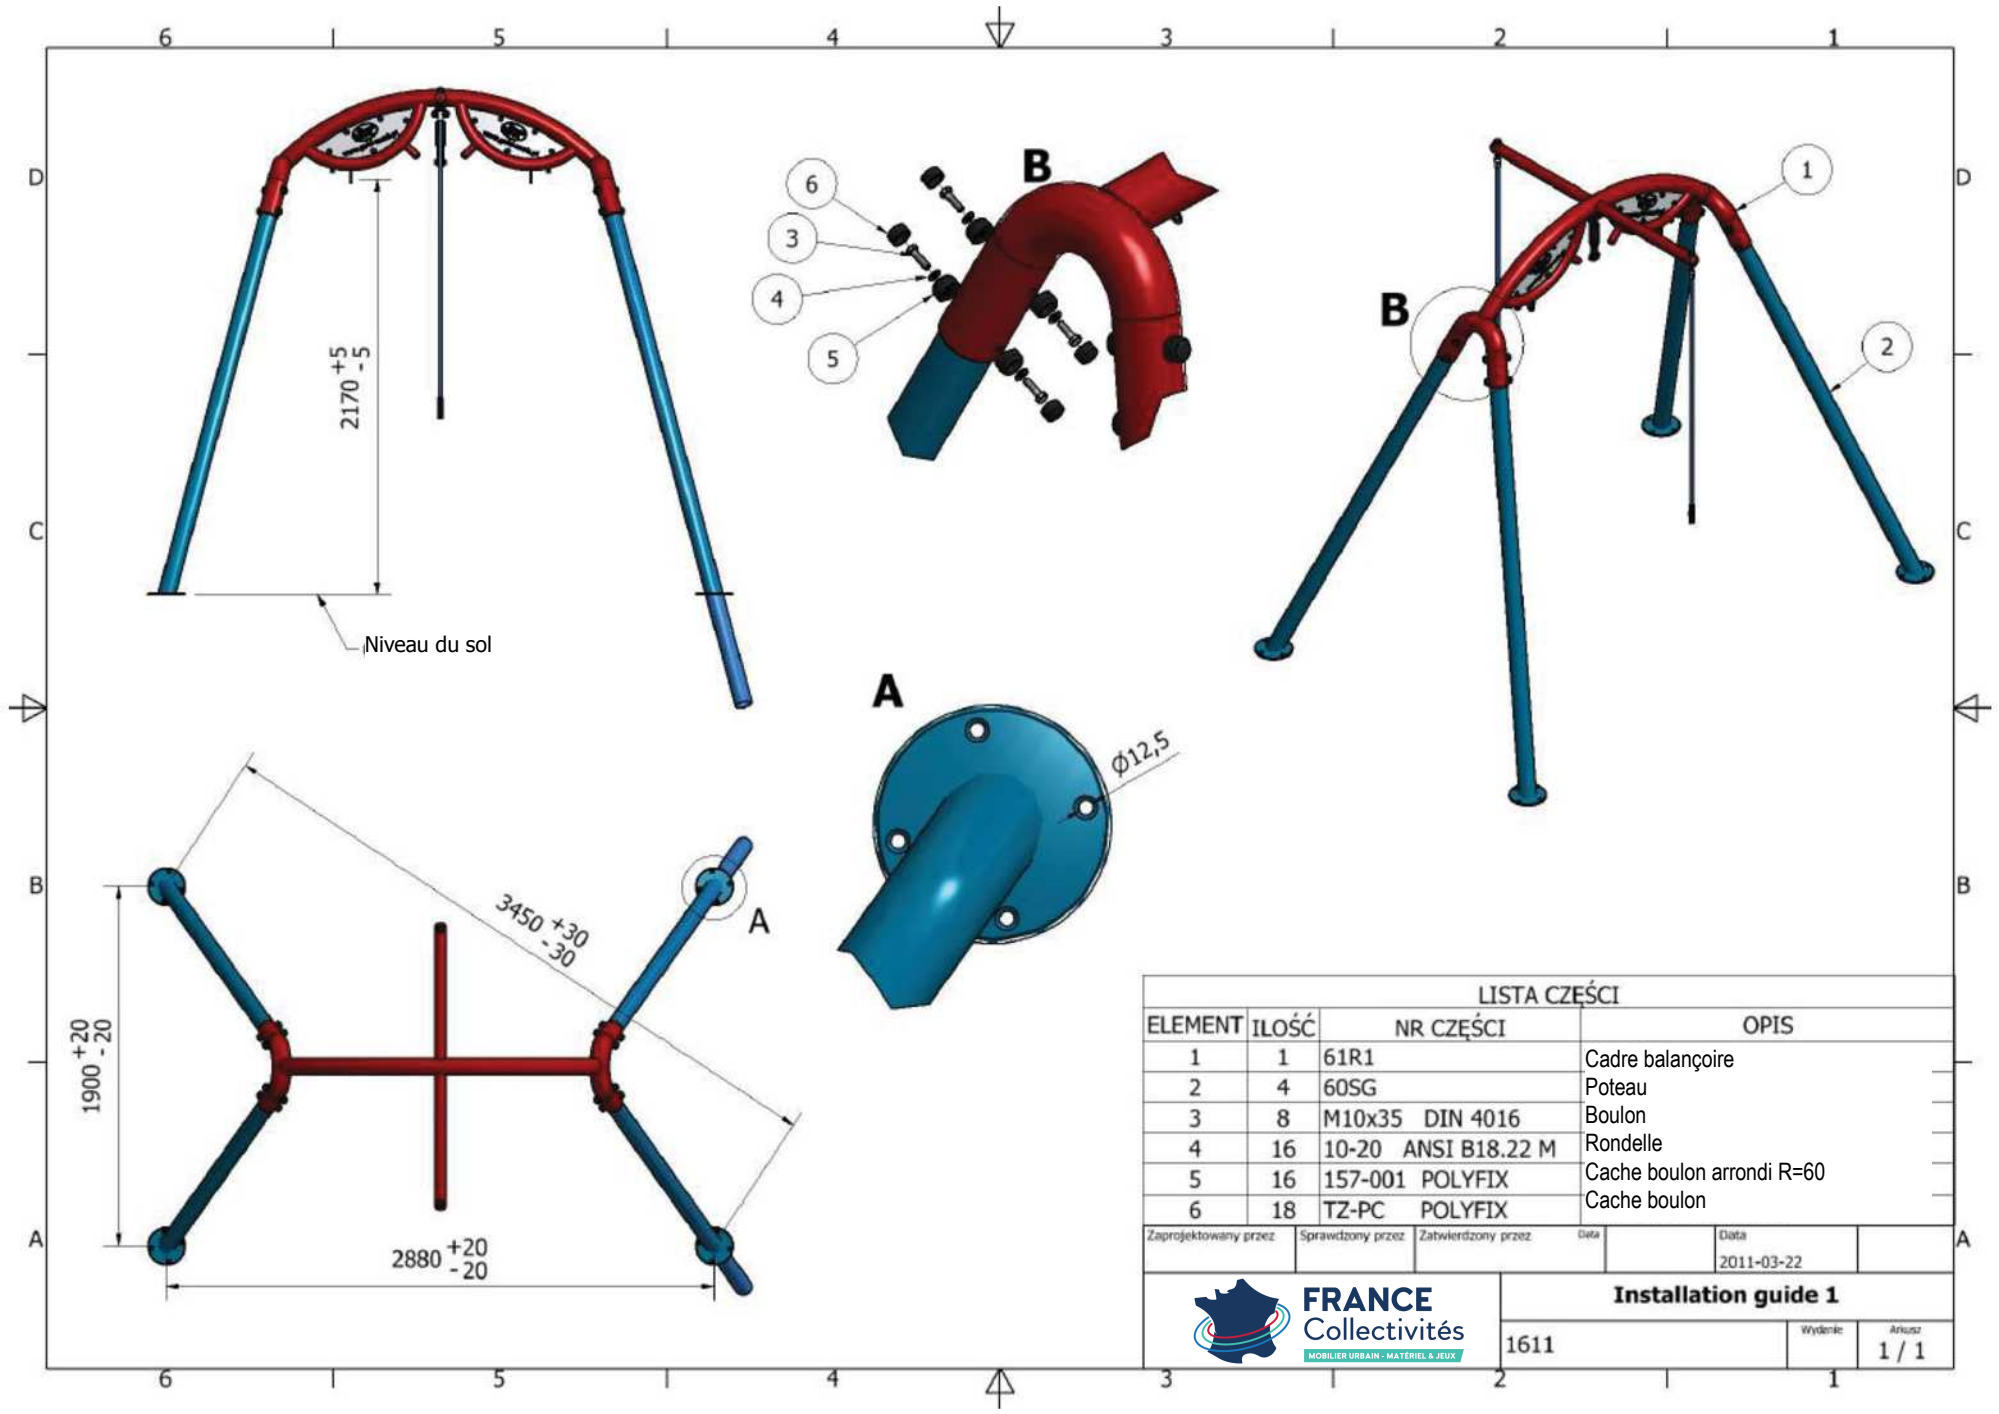 6 5 4 3 2 1
D
D
C
C
B
B
A
A
2170 +5 -5
Niveau du sol
B
6
3
4
5
B
1
2
A
Ø12,5
3450 +30 -30
A
1900 +20 -20
2880 +20 -20
LISTA CZĘŚCI
ELEMENT ILOŚĆ NR CZĘŚCI OPIS
1 1 61R1 Cadre balançoire
2 4 60SG Poteau
3 8 M10x35 DIN 4016 Boulon
4 16 10-20 ANSI B18.22 M Rondelle
5 16 157-001 POLYFIX Cache boulon arrondi R=60
6 18 TZ-PC POLYFIX Cache boulon
Zaprojektowany przez Sprawdzony przez Zatwierdzony przez Data Data
2011-03-22
FRANCE
Collectivités
MOBILIER URBAIN - MATÉRIEL & JEUX
Installation guide 1
1611
Wydanie
Arkusz
1 / 1
6 5 4 3 2 1